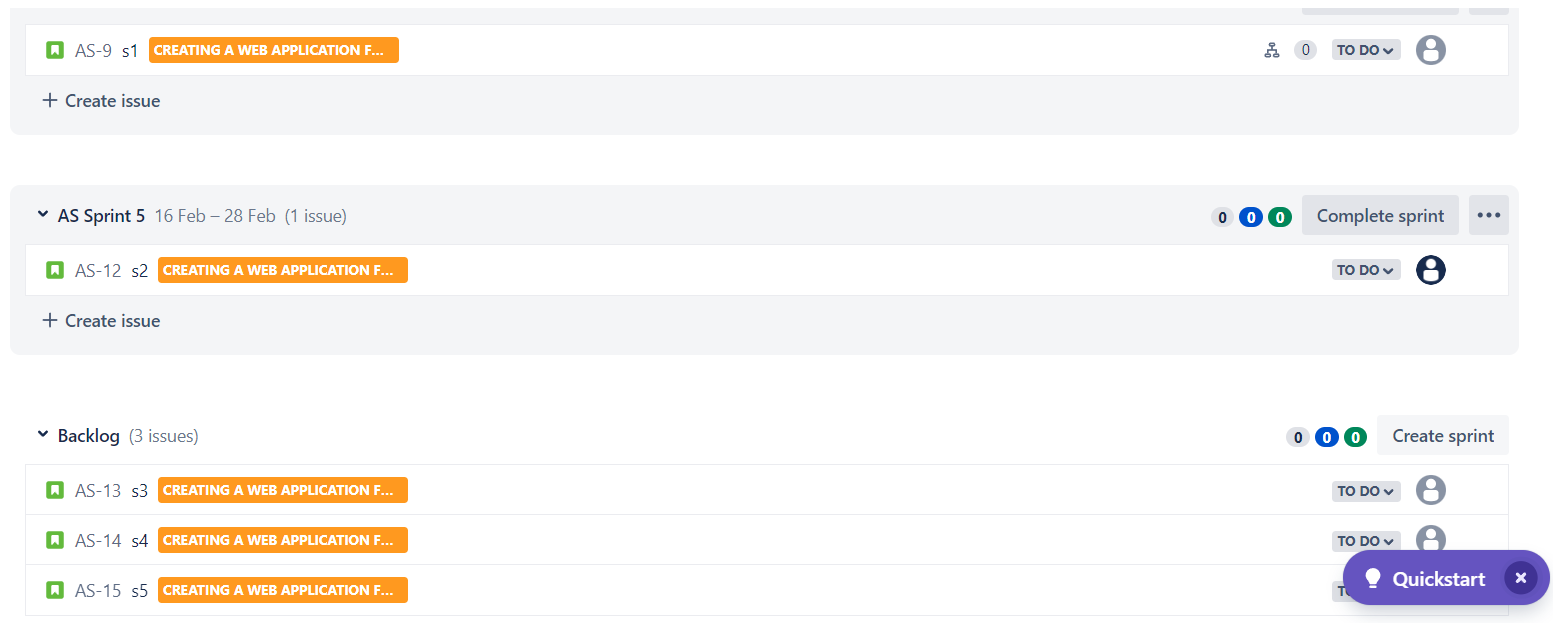 AS-9 s1 CREATING A WEB APPLICATION F... 0 TO DO
+ Create issue
AS Sprint 5 16 Feb – 28 Feb (1 issue) 0 0 0 Complete sprint •••
AS-12 s2 CREATING A WEB APPLICATION F... TO DO
+ Create issue
Backlog (3 issues) 0 0 0 Create sprint
AS-13 s3 CREATING A WEB APPLICATION F... TO DO
AS-14 s4 CREATING A WEB APPLICATION F... TO DO
Quickstart
AS-15 s5 CREATING A WEB APPLICATION F...